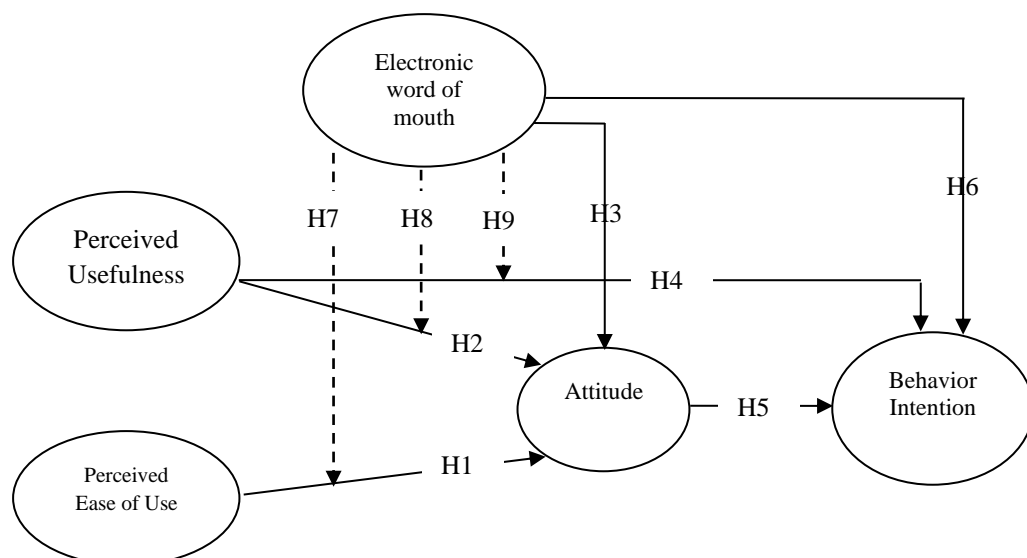 Electronic
word of
mouth
H6
H7
H8
H9
H3
Perceived
Usefulness
H4
H2
Attitude
Behavior
Intention
H5
H1
Perceived
Ease of Use